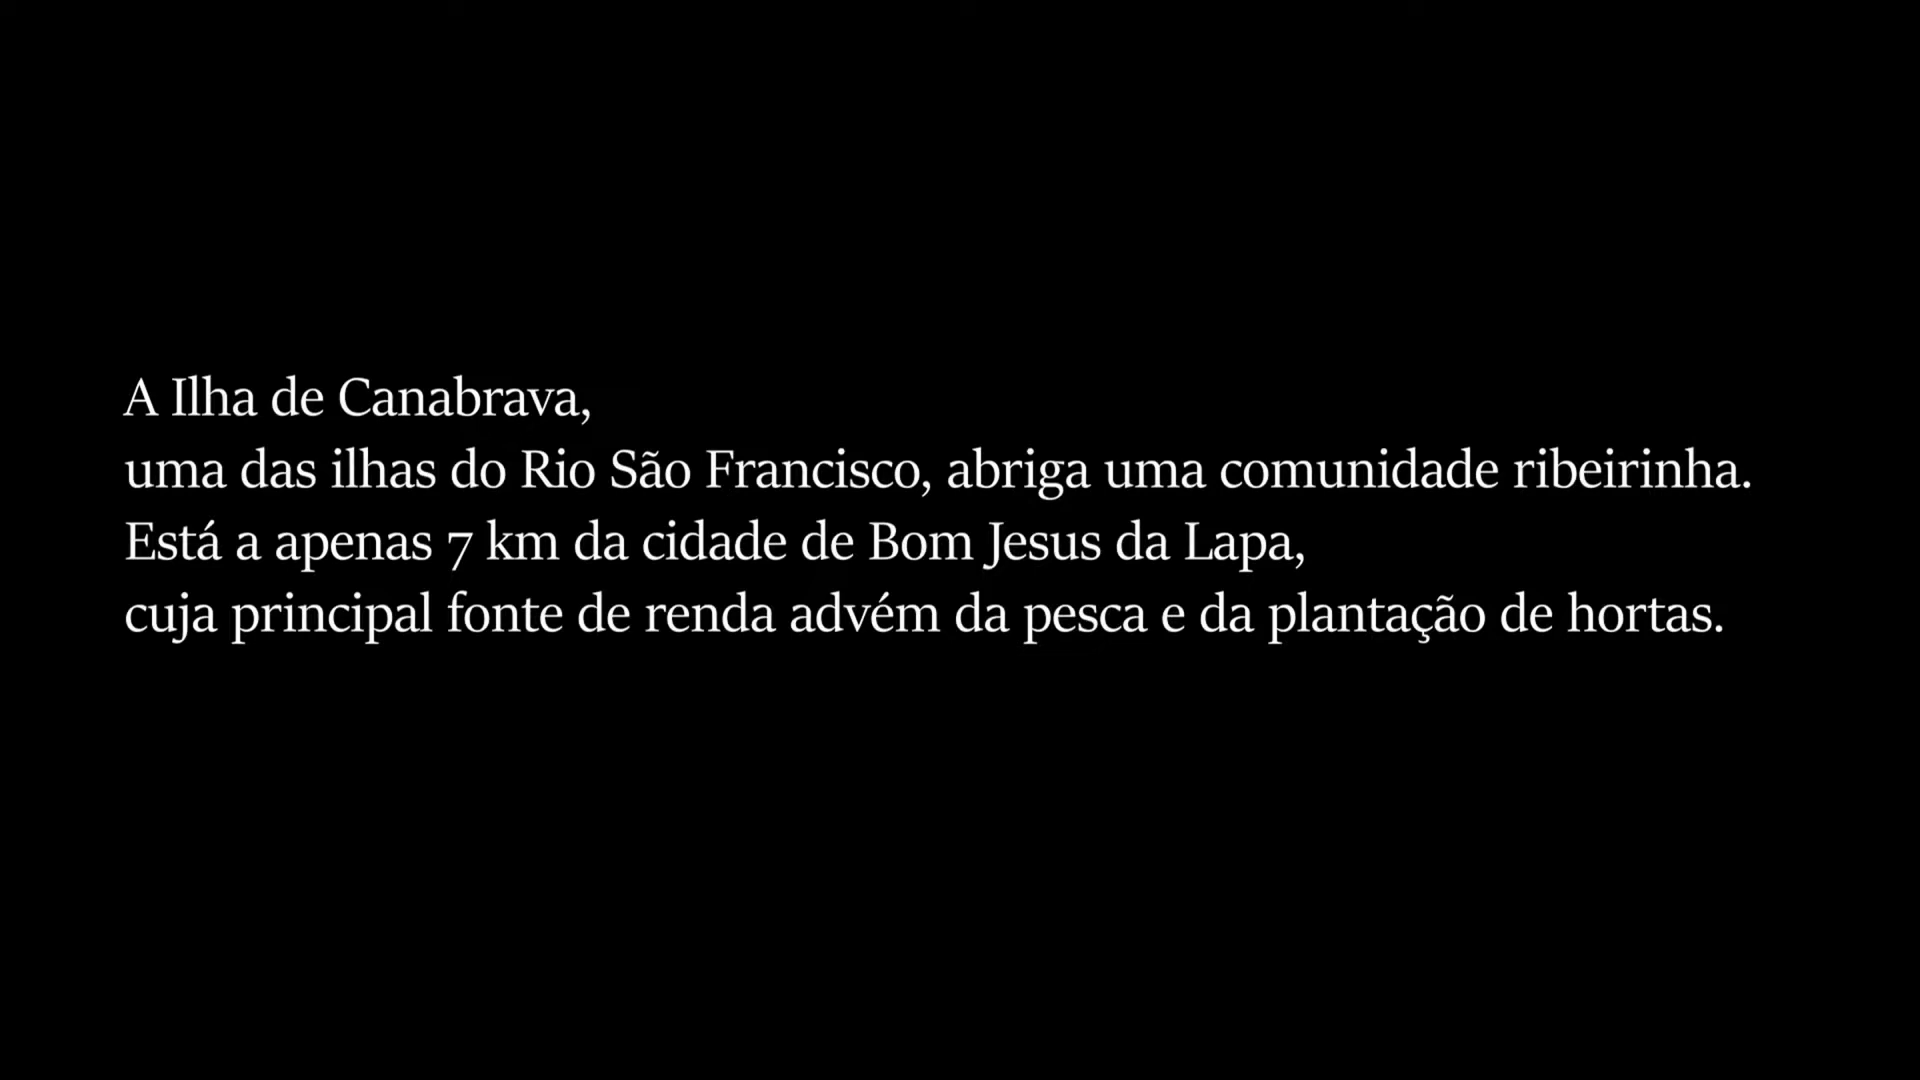 A Ilha de Canabrava,
uma das ilhas do Rio São Francisco, abriga uma comunidade ribeirinha.
Está a apenas 7 km da cidade de Bom Jesus da Lapa,
cuja principal fonte de renda advém da pesca e da plantação de hortas.